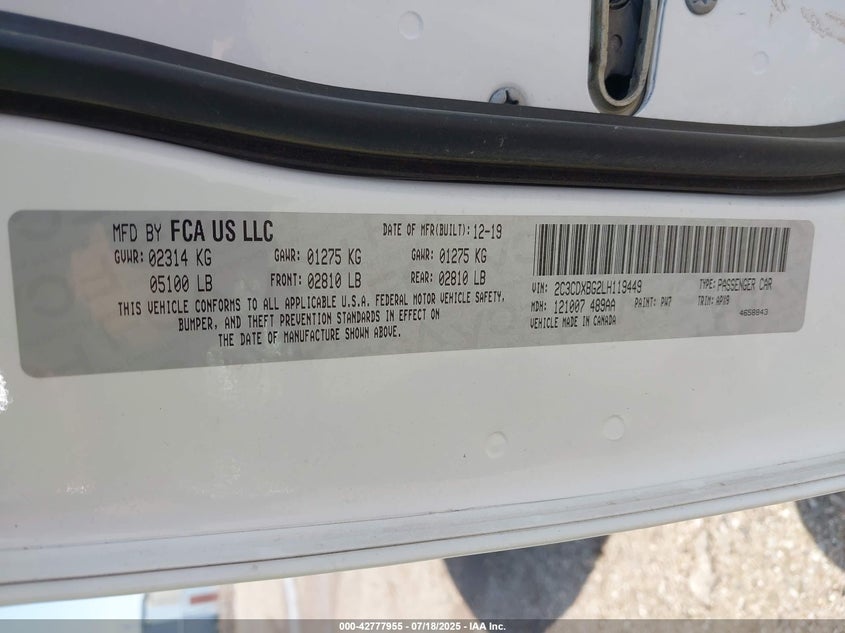 MFD BY FCA US LLC DATE OF MFR(BUILT): 12-19
GVWR: 02314 KG GAWR: 01275 KG GAWR: 01275 KG
05100 LB FRONT: 02810 LB REAR: 02810 LB
THIS VEHICLE CONFORMS TO ALL APPLICABLE U.S.A. FEDERAL MOTOR VEHICLE SAFETY,
BUMPER, AND THEFT PREVENTION STANDARDS IN EFFECT ON
THE DATE OF MANUFACTURE SHOWN ABOVE.
VIN: 2C3CDXBG2LH119449 TYPE: PASSENGER CAR
MDH: 121007 489AA PAINT: PW7 TRIM: APX9
VEHICLE MADE IN CANADA 4658843
000-42777955 | 07/18/2025 | IAA Inc.